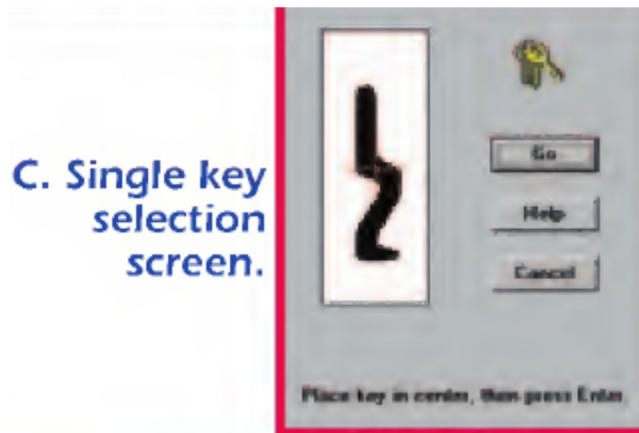 C. Single key
selection
screen.
Go
Help
Cancel
Place key in center, then press Enter.